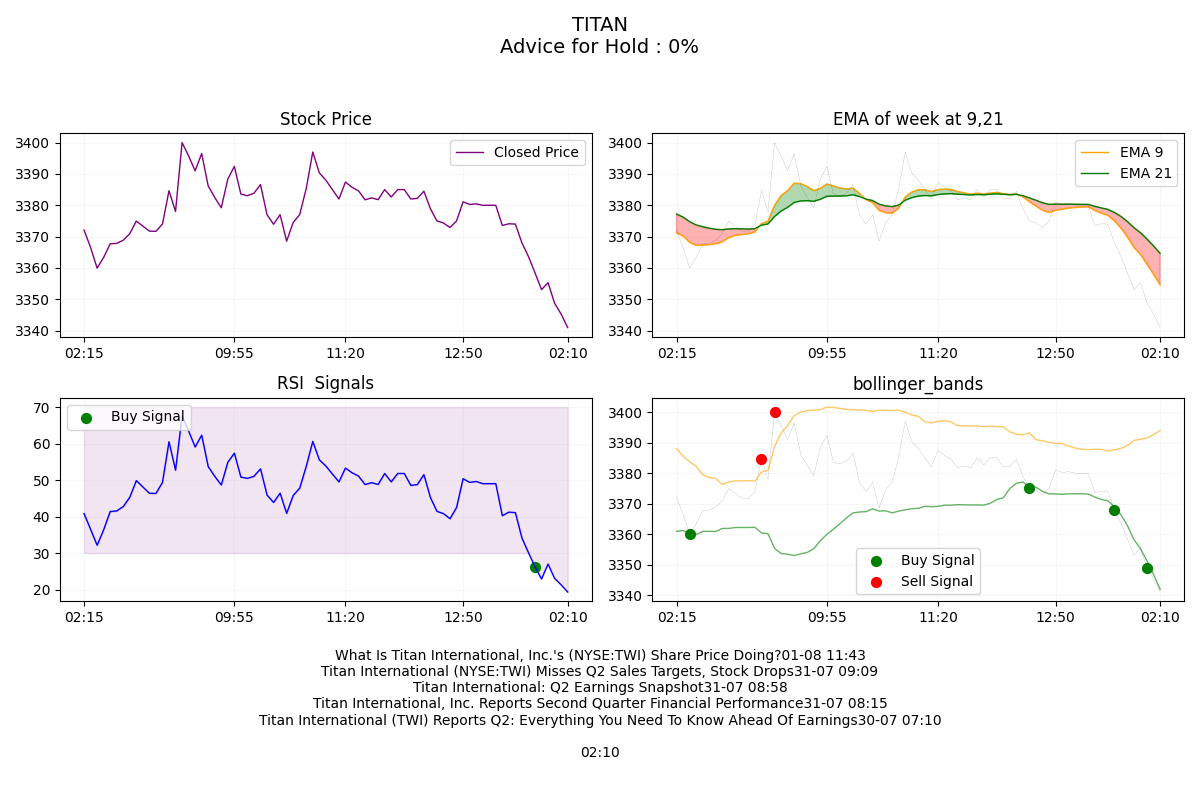 TITAN
Advice for Hold : 0%
Stock Price
3400
3390
3380
3370
3360
3350
3340
Closed Price
02:15
09:55
11:20
12:50
02:10
EMA of week at 9,21
3400
3390
3380
3370
3360
3350
3340
EMA 9
EMA 21
02:15
09:55
11:20
12:50
02:10
RSI  Signals
70
60
50
40
30
20
Buy Signal
02:15
09:55
11:20
12:50
02:10
bollinger_bands
3400
3390
3380
3370
3360
3350
3340
Buy Signal
Sell Signal
02:15
09:55
11:20
12:50
02:10
What Is Titan International, Inc.'s (NYSE:TWI) Share Price Doing?01-08 11:43
Titan International (NYSE:TWI) Misses Q2 Sales Targets, Stock Drops31-07 09:09
Titan International: Q2 Earnings Snapshot31-07 08:58
Titan International, Inc. Reports Second Quarter Financial Performance31-07 08:15
Titan International (TWI) Reports Q2: Everything You Need To Know Ahead Of Earnings30-07 07:10
02:10